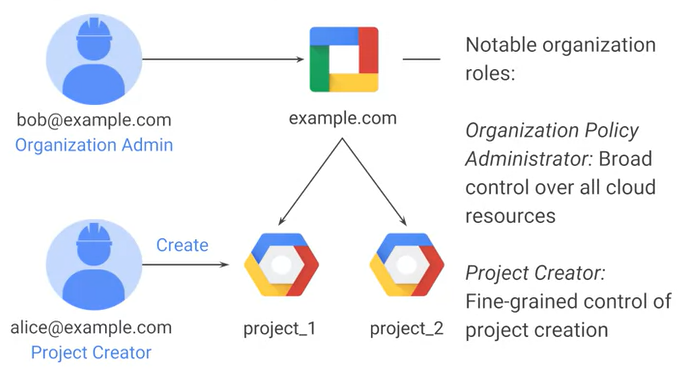 bob@example.com
Organization Admin
example.com
Notable organization
roles:
Organization Policy
Administrator: Broad
control over all cloud
resources
Project Creator:
Fine-grained control of
project creation
Create
alice@example.com
Project Creator
project_1
project_2